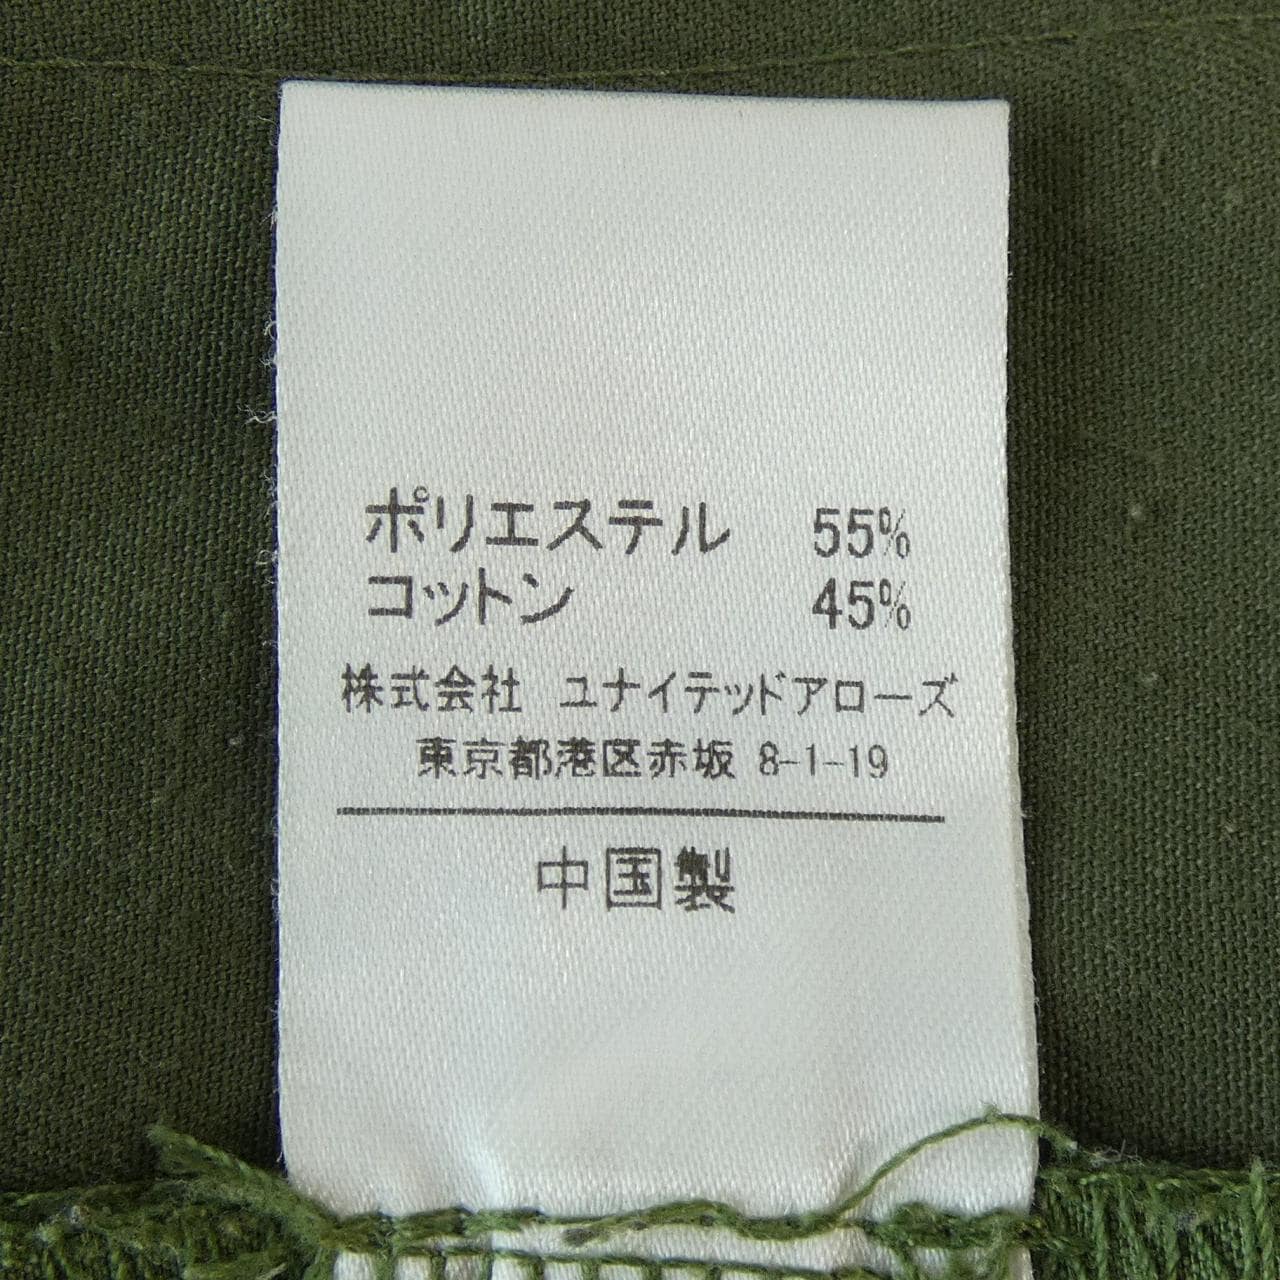 ポリエステル 55%
コットン 45%
株式会社 ユナイテッドアローズ
東京都港区赤坂 8-1-19
中国製